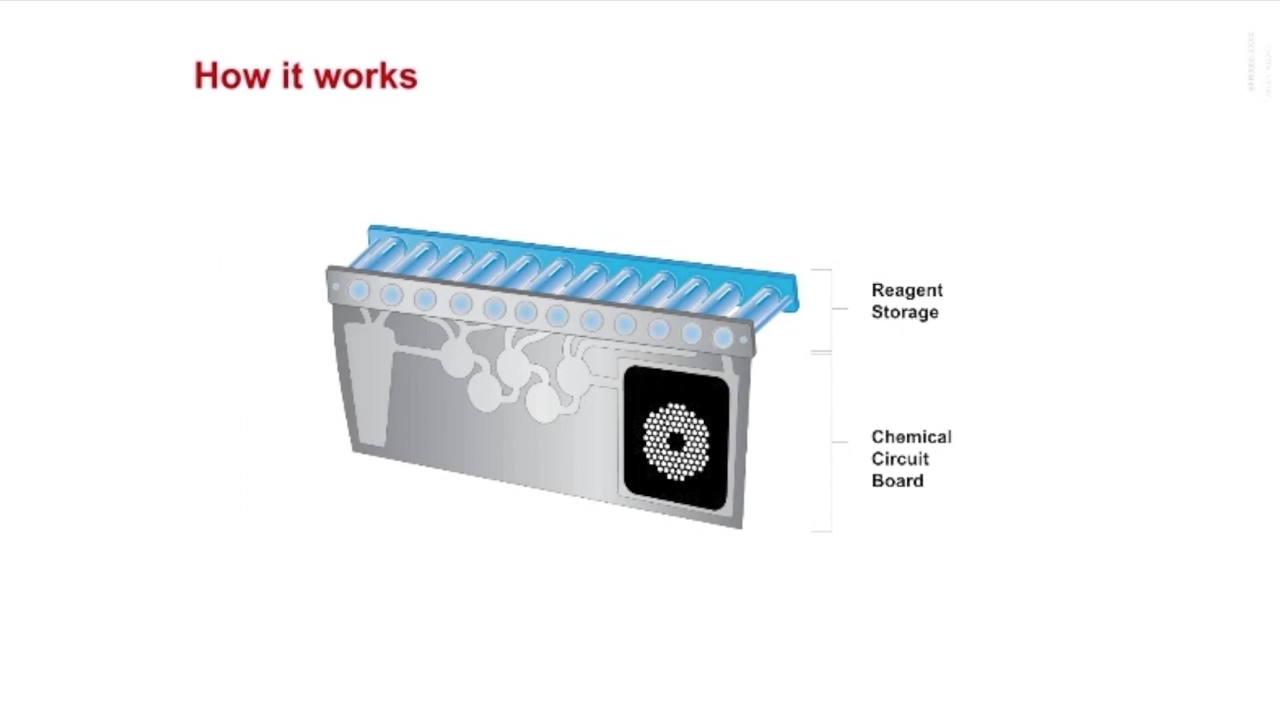 How it works
Reagent
Storage
Chemical
Circuit
Board